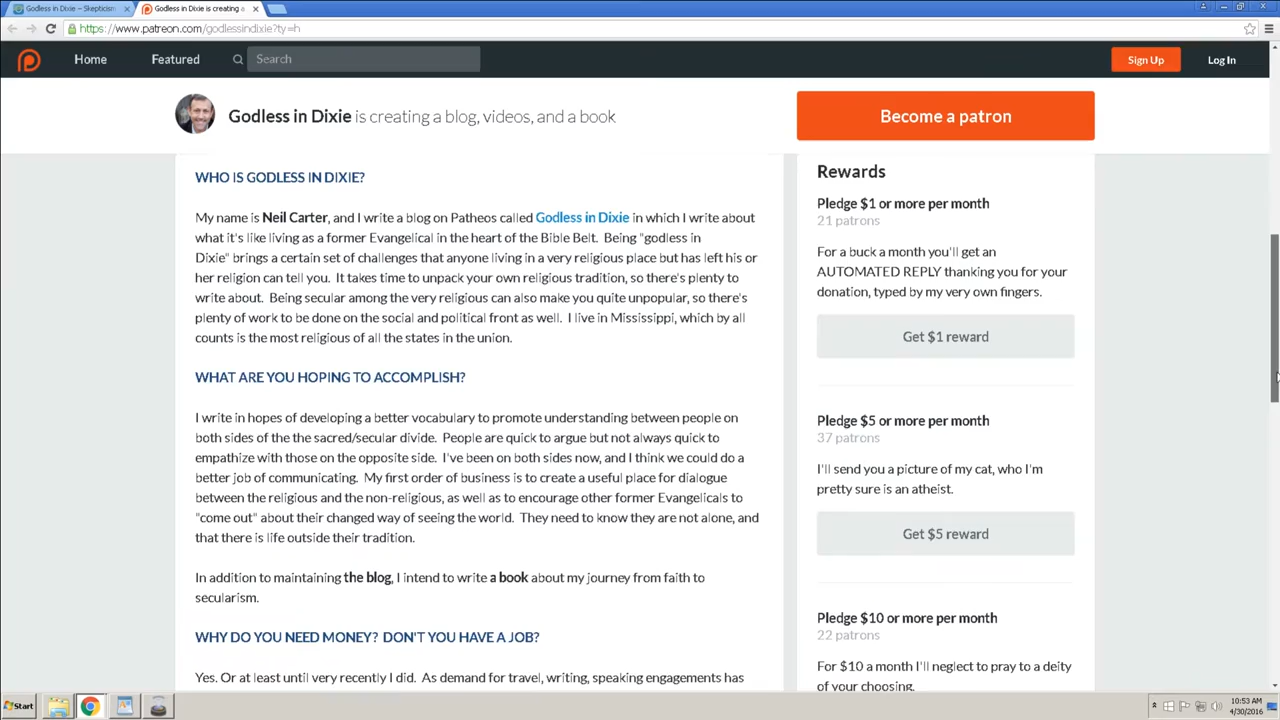 Godless in Dixie – Skepticism
Godless in Dixie is creating a
https://www.patreon.com/godlessindixie?ty=h
Home
Featured
Search
Sign Up
Log In
Godless in Dixie is creating a blog, videos, and a book
Become a patron
WHO IS GODLESS IN DIXIE?
My name is Neil Carter, and I write a blog on Patheos called Godless in Dixie in which I write about
what it's like living as a former Evangelical in the heart of the Bible Belt. Being "godless in
Dixie" brings a certain set of challenges that anyone living in a very religious place but has left his or
her religion can tell you. It takes time to unpack your own religious tradition, so there's plenty to
write about. Being secular among the very religious can also make you quite unpopular, so there's
plenty of work to be done on the social and political front as well. I live in Mississippi, which by all
counts is the most religious of all the states in the union.
WHAT ARE YOU HOPING TO ACCOMPLISH?
I write in hopes of developing a better vocabulary to promote understanding between people on
both sides of the the sacred/secular divide. People are quick to argue but not always quick to
empathize with those on the opposite side. I've been on both sides now, and I think we could do a
better job of communicating. My first order of business is to create a useful place for dialogue
between the religious and the non-religious, as well as to encourage other former Evangelicals to
"come out" about their changed way of seeing the world. They need to know they are not alone, and
that there is life outside their tradition.
In addition to maintaining the blog, I intend to write a book about my journey from faith to
secularism.
WHY DO YOU NEED MONEY? DON'T YOU HAVE A JOB?
Yes. Or at least until very recently I did. As demand for travel, writing, speaking engagements has
Rewards
Pledge $1 or more per month
21 patrons
For a buck a month you'll get an
AUTOMATED REPLY thanking you for your
donation, typed by my very own fingers.
Get $1 reward
Pledge $5 or more per month
37 patrons
I'll send you a picture of my cat, who I'm
pretty sure is an atheist.
Get $5 reward
Pledge $10 or more per month
22 patrons
For $10 a month I'll neglect to pray to a deity
of your choosing.
Start
10:53 AM
4/30/2016